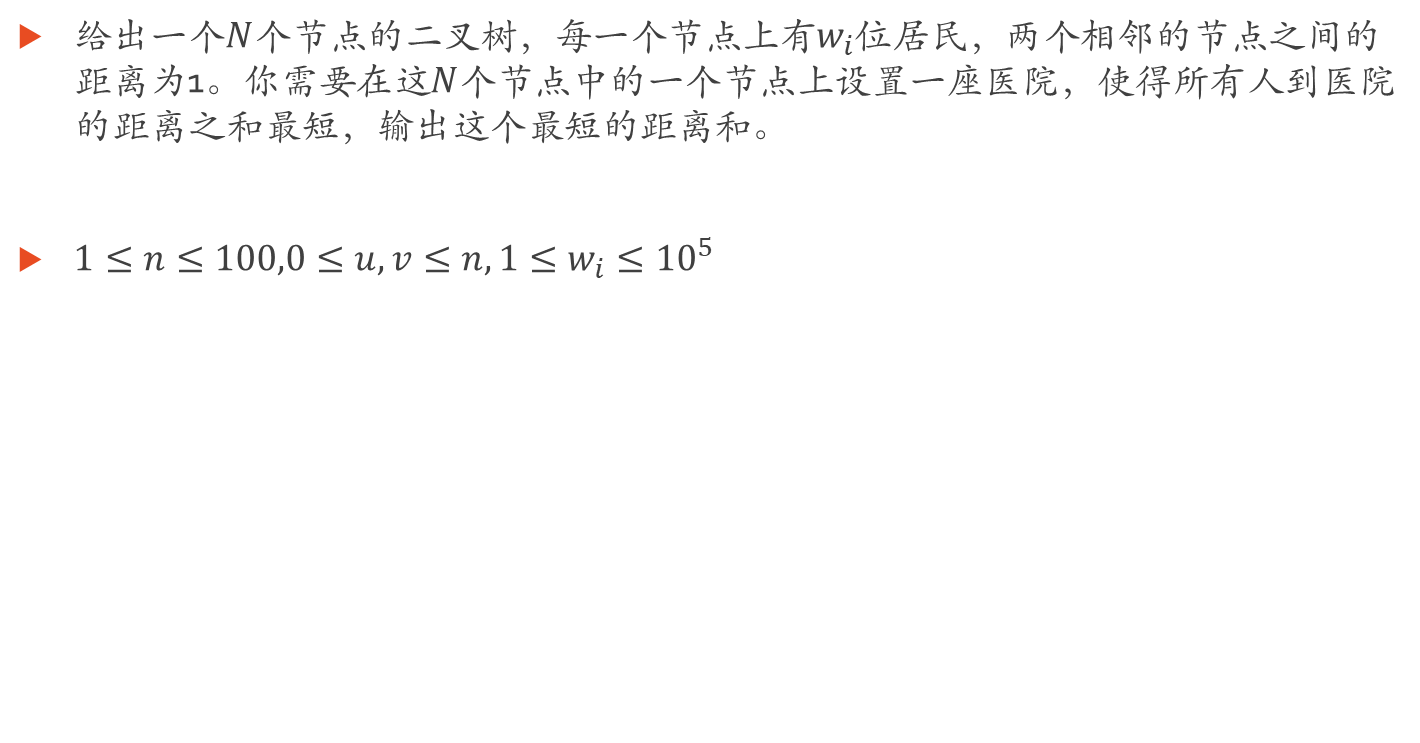 给出一个N个节点的二叉树，每一个节点上有wᵢ位居民，两个相邻的节点之间的
距离为1。你需要在这N个节点中的一个节点上设置一座医院，使得所有人到医院
的距离之和最短，输出这个最短的距离和。
1 ≤ n ≤ 100,0 ≤ u, v ≤ n, 1 ≤ wᵢ ≤ 10⁵